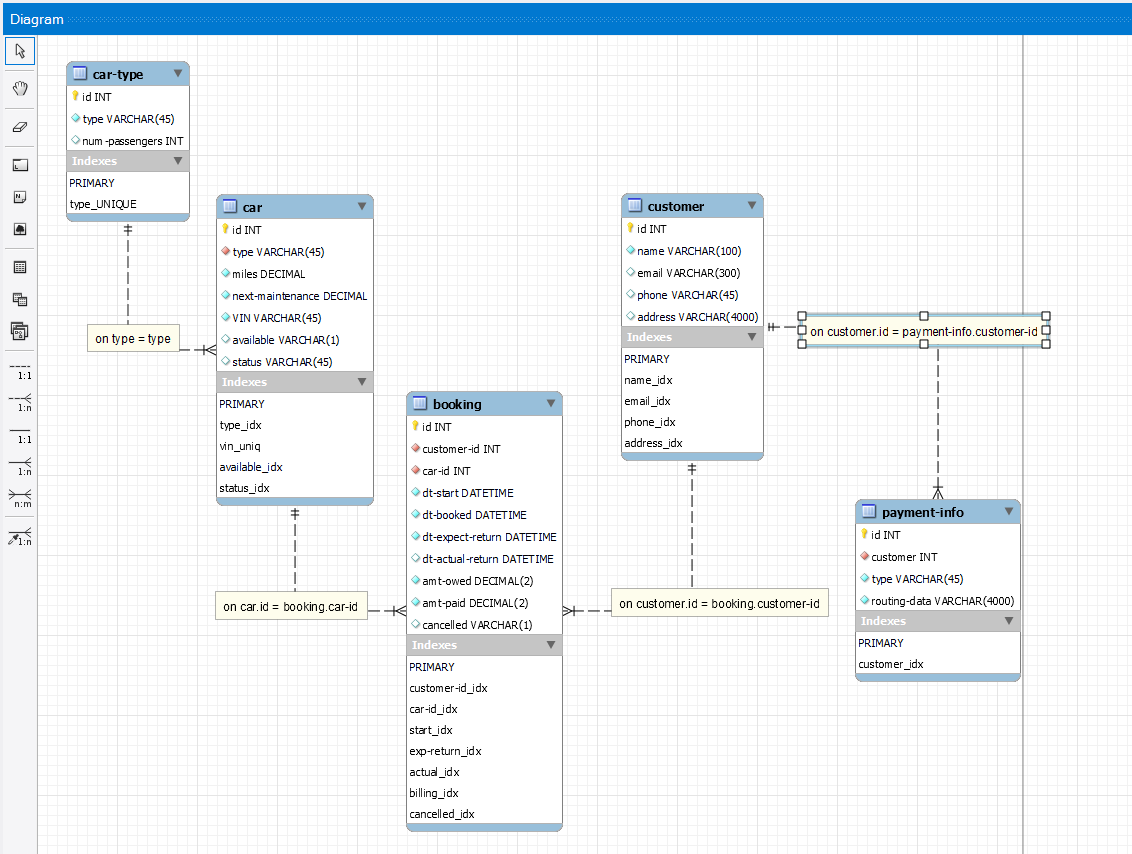 Diagram
car-type
id INT
type VARCHAR(45)
num-passengers INT
Indexes
PRIMARY
type_UNIQUE
on type = type
car
id INT
type VARCHAR(45)
miles DECIMAL
next-maintenance DECIMAL
VIN VARCHAR(45)
available VARCHAR(1)
status VARCHAR(45)
Indexes
PRIMARY
type_idx
vin_uniq
available_idx
status_idx
on car.id = booking.car-id
booking
id INT
customer-id INT
car-id INT
dt-start DATETIME
dt-booked DATETIME
dt-expect-return DATETIME
dt-actual-return DATETIME
amt-owed DECIMAL(2)
amt-paid DECIMAL(2)
cancelled VARCHAR(1)
Indexes
PRIMARY
customer-id_idx
car-id_idx
start_idx
exp-return_idx
actual_idx
billing_idx
cancelled_idx
customer
id INT
name VARCHAR(100)
email VARCHAR(300)
phone VARCHAR(45)
address VARCHAR(4000)
Indexes
PRIMARY
name_idx
email_idx
phone_idx
address_idx
on customer.id = booking.customer-id
on customer.id = payment-info.customer-id
payment-info
id INT
customer INT
type VARCHAR(45)
routing-data VARCHAR(4000)
Indexes
PRIMARY
customer_idx
1:1
1:n
1:1
1:n
n:m
1:n